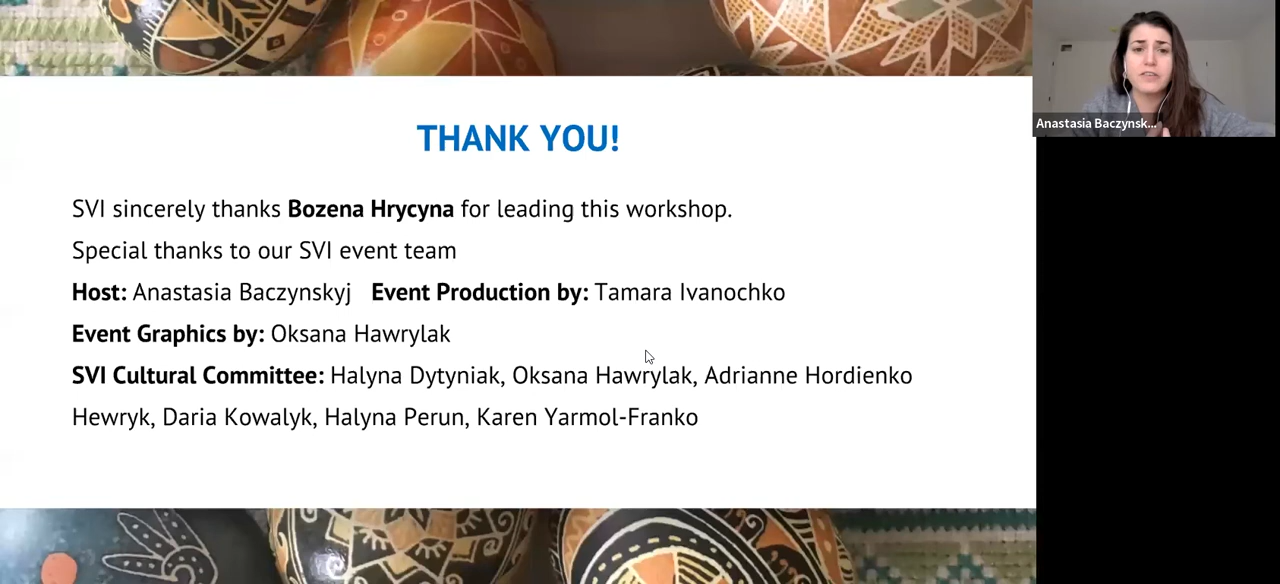 THANK YOU!
SVI sincerely thanks Bozena Hrycyna for leading this workshop.
Special thanks to our SVI event team
Host: Anastasia Baczynskyj Event Production by: Tamara Ivanochko
Event Graphics by: Oksana Hawrylak
SVI Cultural Committee: Halyna Dytyniak, Oksana Hawrylak, Adrianne Hordienko
Hewryk, Daria Kowalyk, Halyna Perun, Karen Yarmol-Franko
Anastasia Baczynsk...